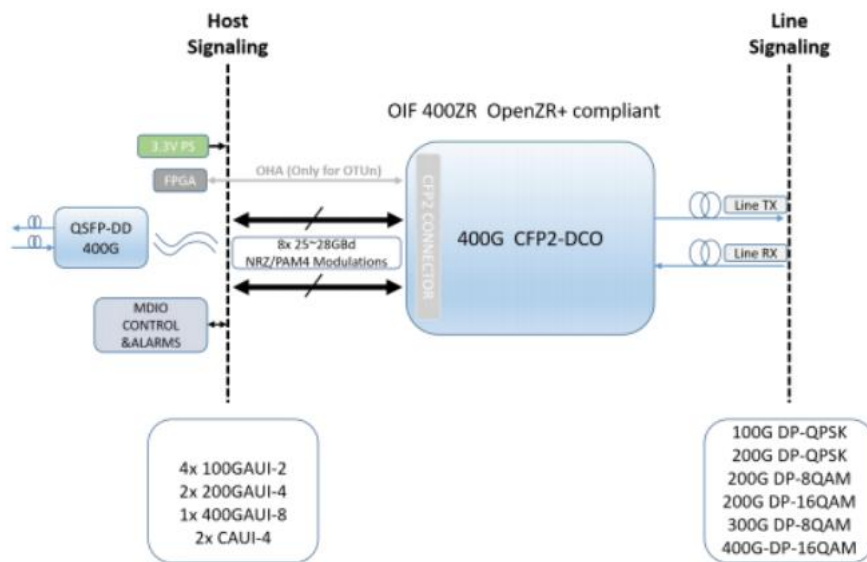 Host
Signaling
Line
Signaling
OIF 400ZR OpenZR+ compliant
3.3V PS
FPGA
OHA (Only for OTUn)
QSFP-DD
400G
8x 25~28GBd
NRZ/PAM4 Modulations
CFP2 CONNECTOR
400G CFP2-DCO
Line TX
Line RX
MDIO
CONTROL
&ALARMS
4x 100GAUI-2
2x 200GAUI-4
1x 400GAUI-8
2x CAUI-4
100G DP-QPSK
200G DP-QPSK
200G DP-8QAM
200G DP-16QAM
300G DP-8QAM
400G-DP-16QAM